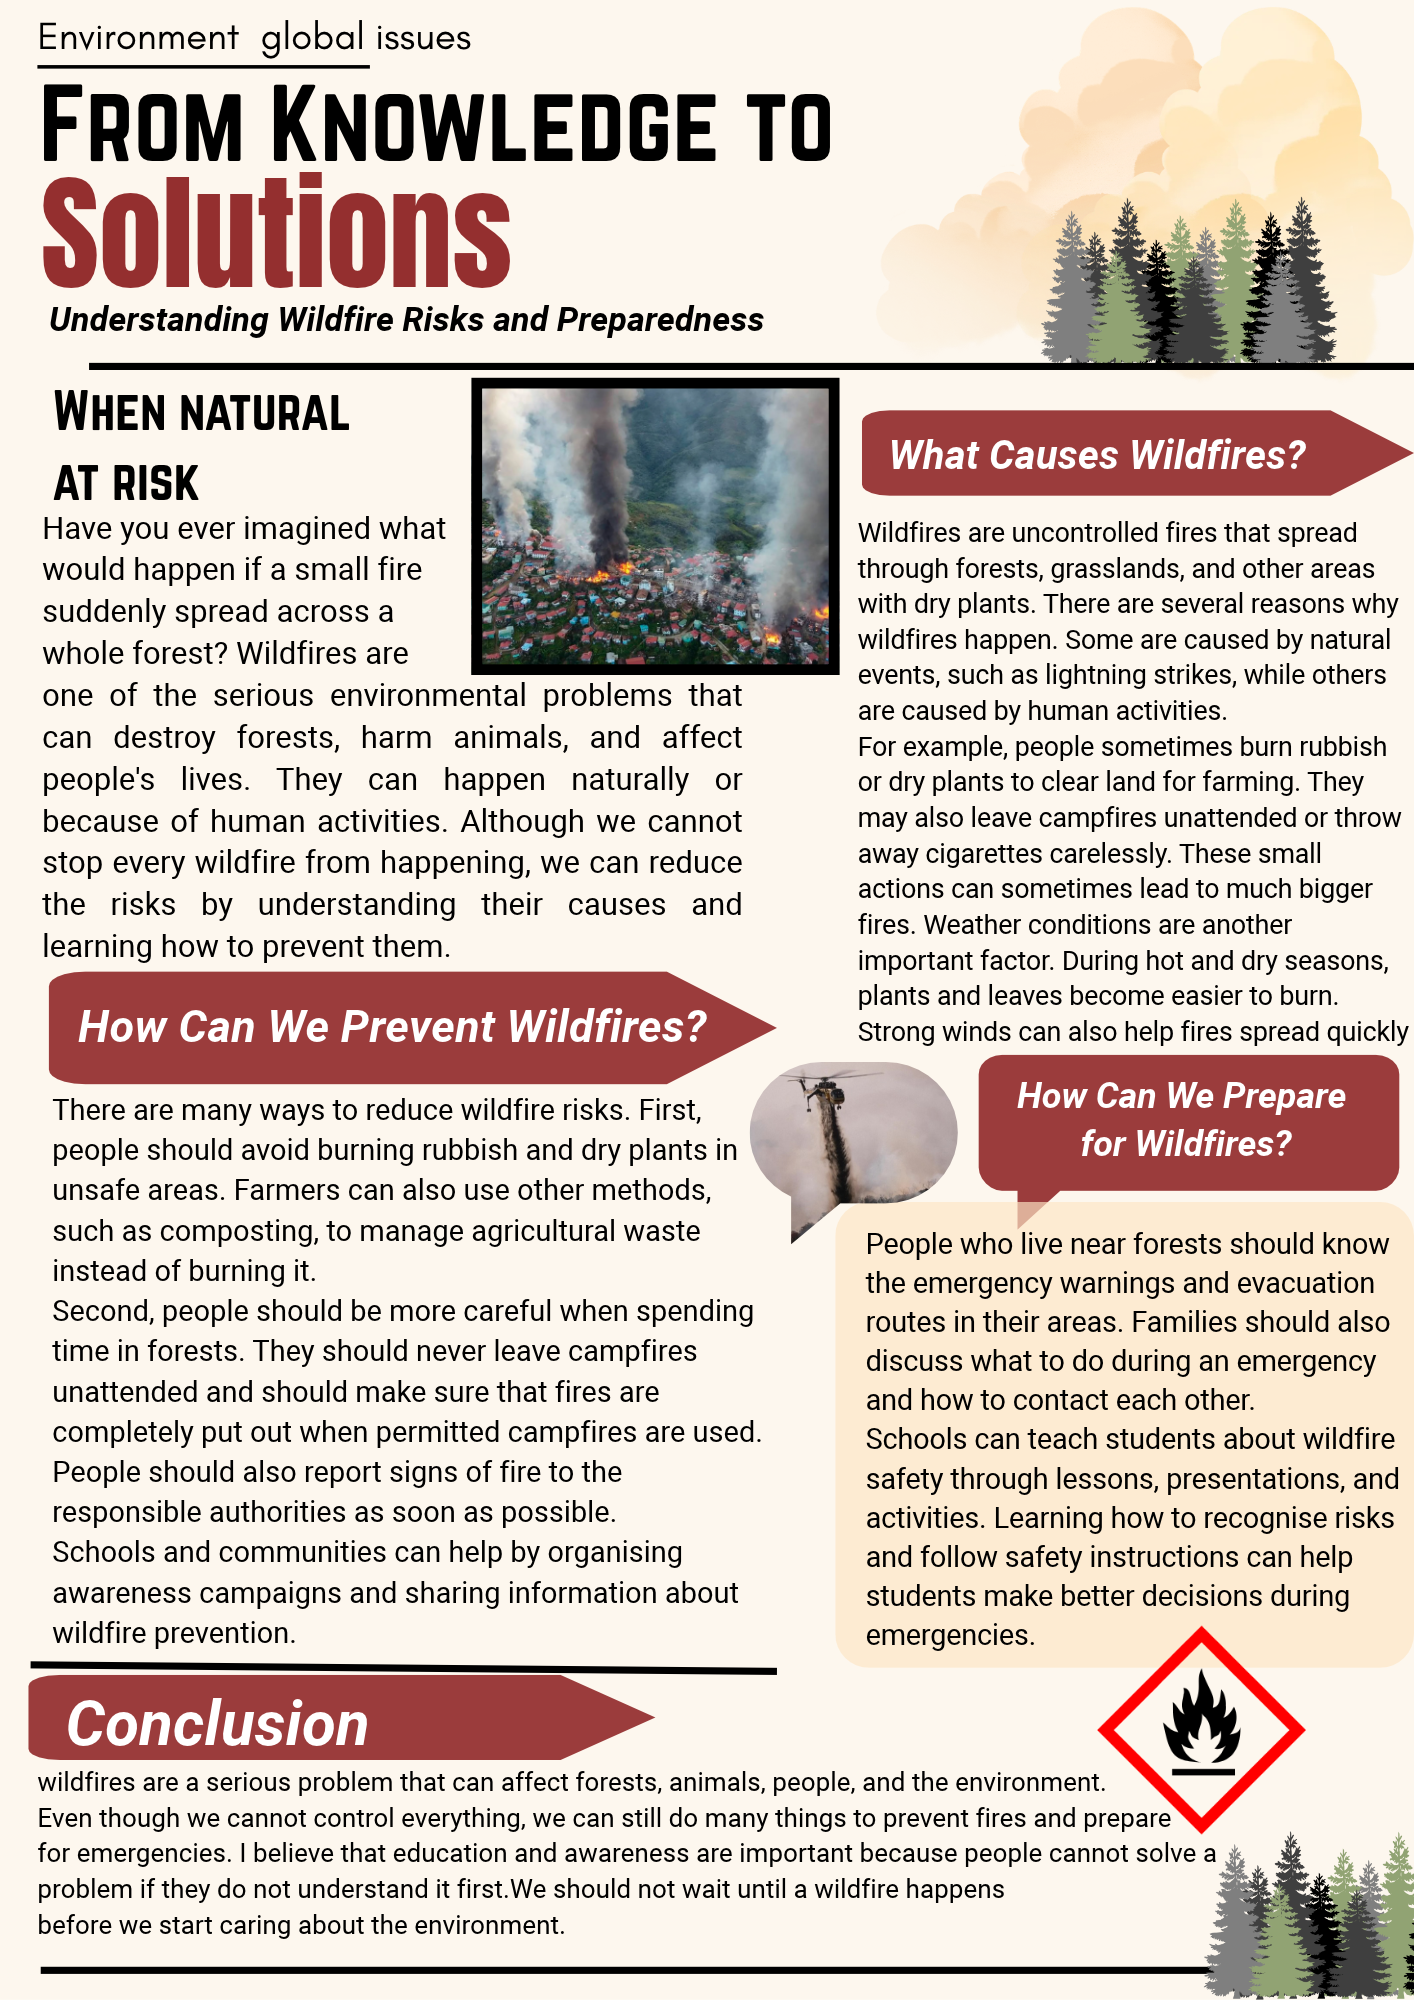 Environment global issues
From Knowledge to
Solutions
Understanding Wildfire Risks and Preparedness
When natural
at risk
Have you ever imagined what
would happen if a small fire
suddenly spread across a
whole forest? Wildfires are
one of the serious environmental problems that
can destroy forests, harm animals, and affect
people's lives. They can happen naturally or
because of human activities. Although we cannot
stop every wildfire from happening, we can reduce
the risks by understanding their causes and
learning how to prevent them.
What Causes Wildfires?
Wildfires are uncontrolled fires that spread
through forests, grasslands, and other areas
with dry plants. There are several reasons why
wildfires happen. Some are caused by natural
events, such as lightning strikes, while others
are caused by human activities.
For example, people sometimes burn rubbish
or dry plants to clear land for farming. They
may also leave campfires unattended or throw
away cigarettes carelessly. These small
actions can sometimes lead to much bigger
fires. Weather conditions are another
important factor. During hot and dry seasons,
plants and leaves become easier to burn.
Strong winds can also help fires spread quickly
How Can We Prevent Wildfires?
There are many ways to reduce wildfire risks. First,
people should avoid burning rubbish and dry plants in
unsafe areas. Farmers can also use other methods,
such as composting, to manage agricultural waste
instead of burning it.
Second, people should be more careful when spending
time in forests. They should never leave campfires
unattended and should make sure that fires are
completely put out when permitted campfires are used.
People should also report signs of fire to the
responsible authorities as soon as possible.
Schools and communities can help by organising
awareness campaigns and sharing information about
wildfire prevention.
How Can We Prepare
for Wildfires?
People who live near forests should know
the emergency warnings and evacuation
routes in their areas. Families should also
discuss what to do during an emergency
and how to contact each other.
Schools can teach students about wildfire
safety through lessons, presentations, and
activities. Learning how to recognise risks
and follow safety instructions can help
students make better decisions during
emergencies.
Conclusion
wildfires are a serious problem that can affect forests, animals, people, and the environment.
Even though we cannot control everything, we can still do many things to prevent fires and prepare
for emergencies. I believe that education and awareness are important because people cannot solve a
problem if they do not understand it first.We should not wait until a wildfire happens
before we start caring about the environment.